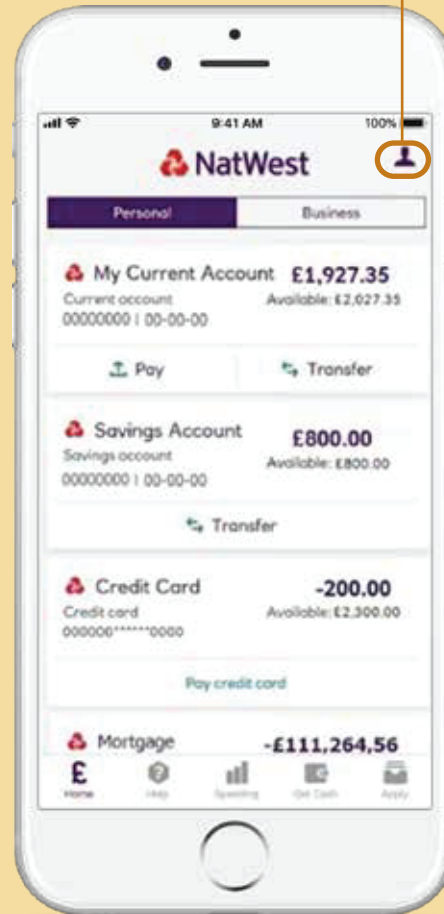 9:41 AM 100%
NatWest
Personal Business
My Current Account £1,927.35
Current account Available: £2,027.35
00000000 | 00-00-00
Pay Transfer
Savings Account £800.00
Savings account Available: £800.00
00000000 | 00-00-00
Transfer
Credit Card -200.00
Credit card Available: £2,300.00
000000******0000
Pay credit card
Mortgage -£111,264,56
£
Home Help Spending Get Cash Apply